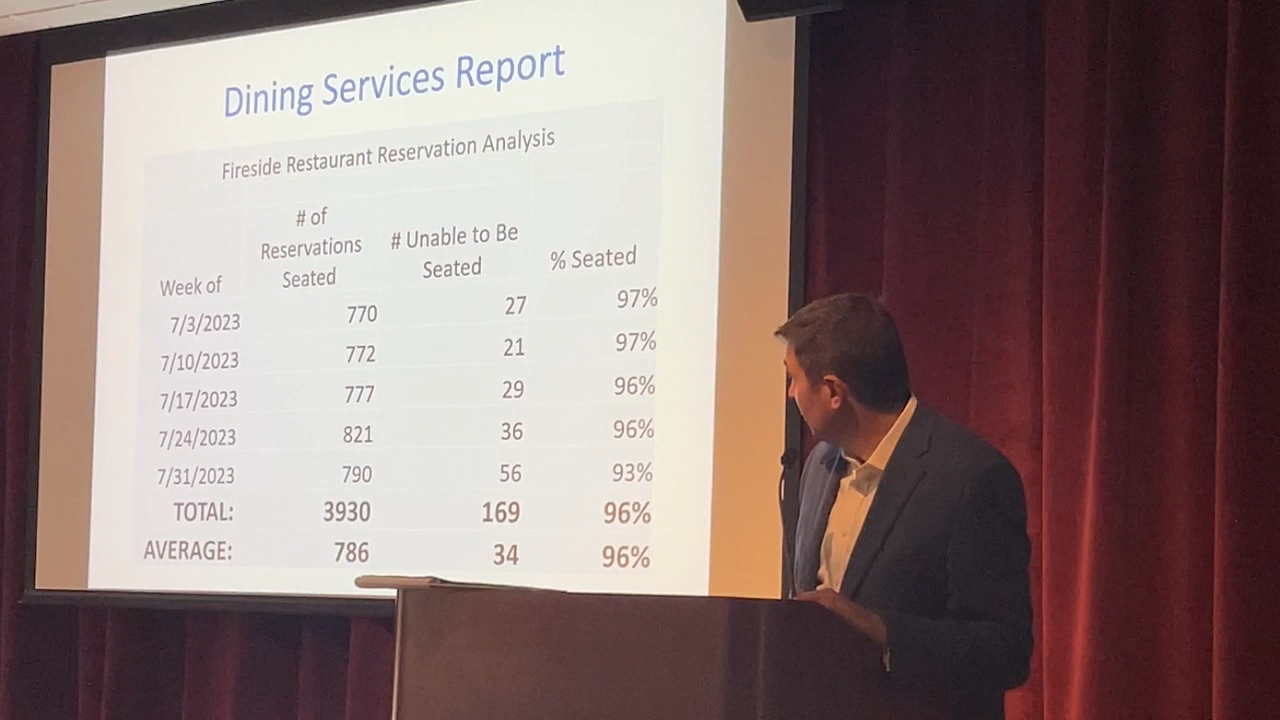 Dining Services Report
Fireside Restaurant Reservation Analysis
Week of # of Reservations Seated # Unable to Be Seated % Seated
7/3/2023 770 27 97%
7/10/2023 772 21 97%
7/17/2023 777 29 96%
7/24/2023 821 36 96%
7/31/2023 790 56 93%
TOTAL: 3930 169 96%
AVERAGE: 786 34 96%